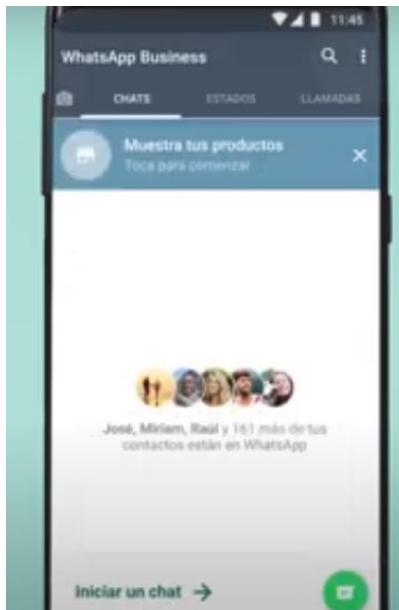 11:45
WhatsApp Business
CHATS ESTADOS LLAMADAS
Muestra tus productos
Toca para comenzar
José, Miriam, Raúl y 161 más de tus
contactos están en WhatsApp
Iniciar un chat →